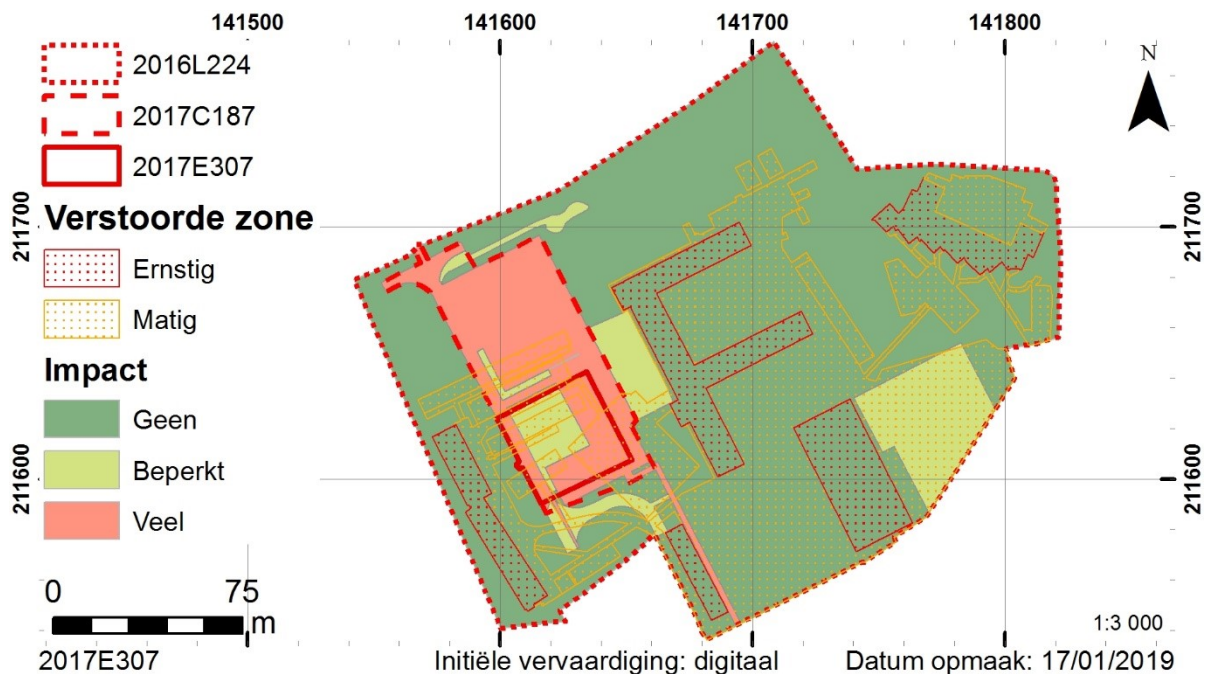 141500 141600 141700 141800
2016L224
2017C187
2017E307
N
Verstoorde zone
Ernstig
Matig
Impact
Geen
Beperkt
Veel
211700
211700
211600
211600
0 75
m
1:3 000
2017E307 Initiële vervaardiging: digitaal Datum opmaak: 17/01/2019